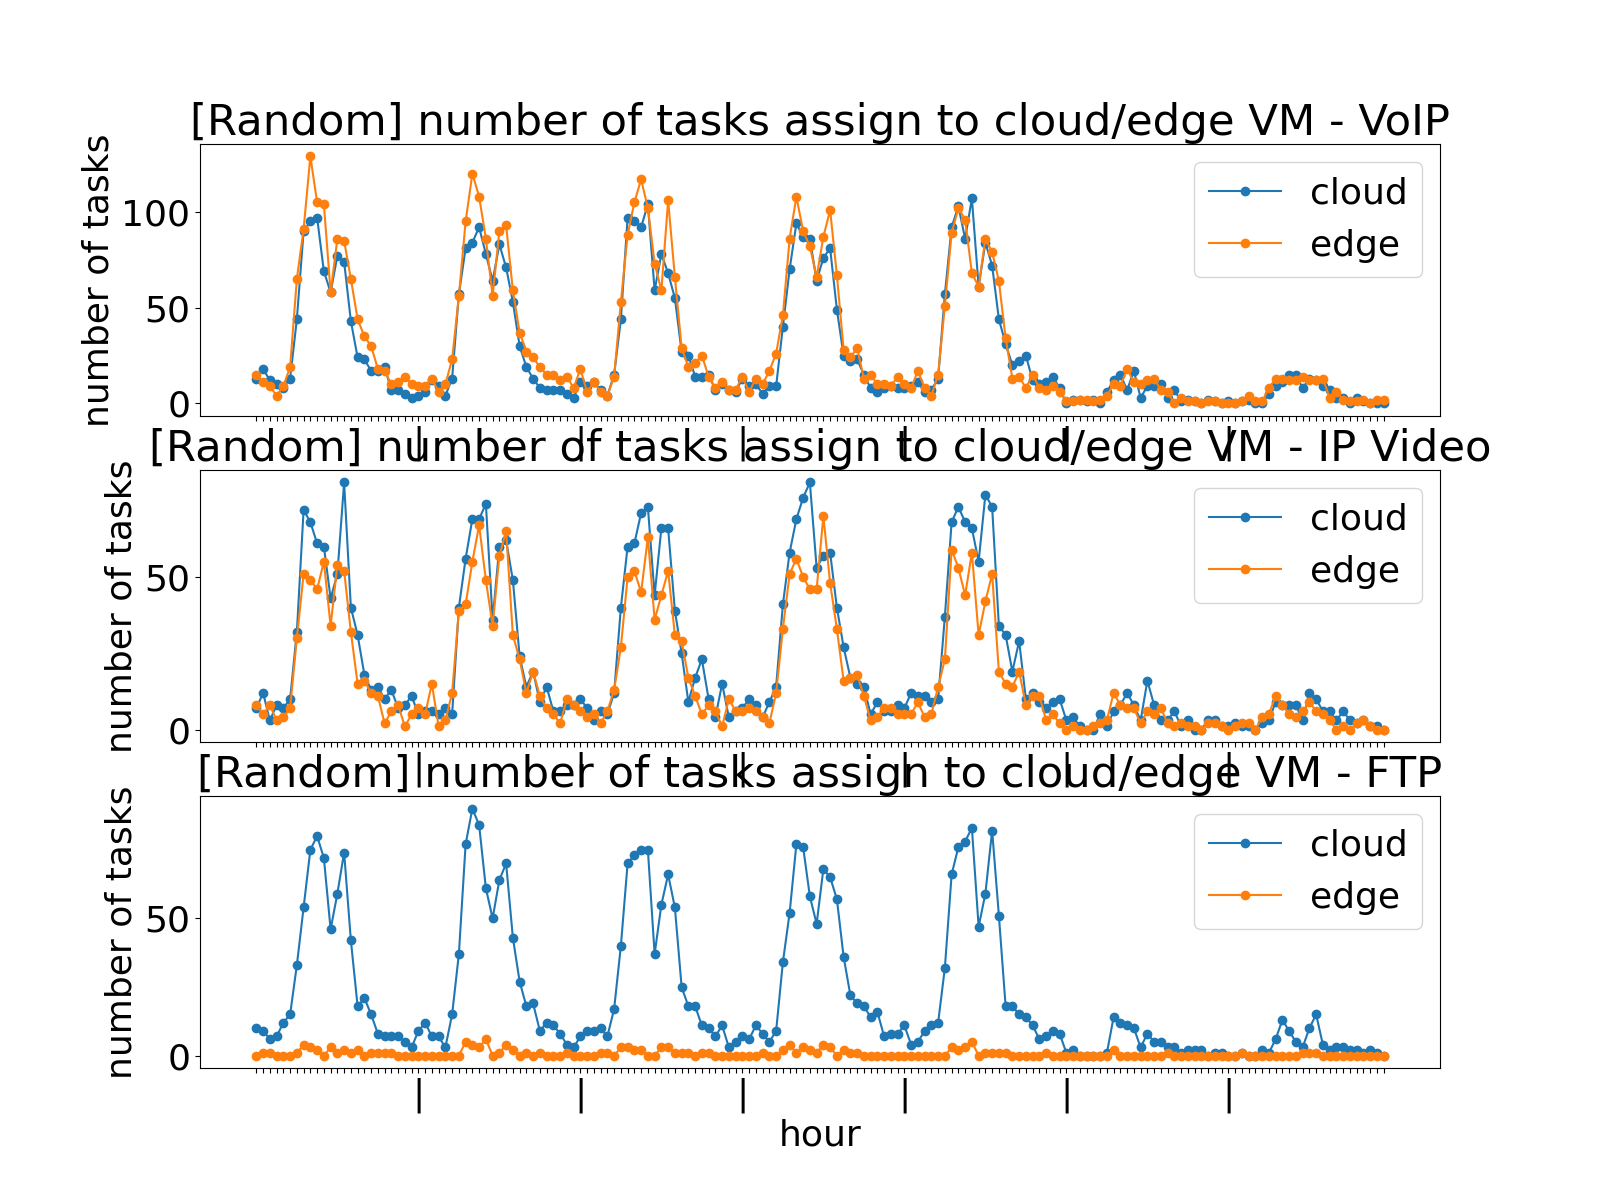 [Random] number of tasks assign to cloud/edge VM - VoIP
number of tasks
100
50
0
cloud
edge
[Random] number of tasks assign to cloud/edge VM - IP Video
number of tasks
50
0
cloud
edge
[Random] number of tasks assign to cloud/edge VM - FTP
number of tasks
50
0
cloud
edge
| | | | | |
hour